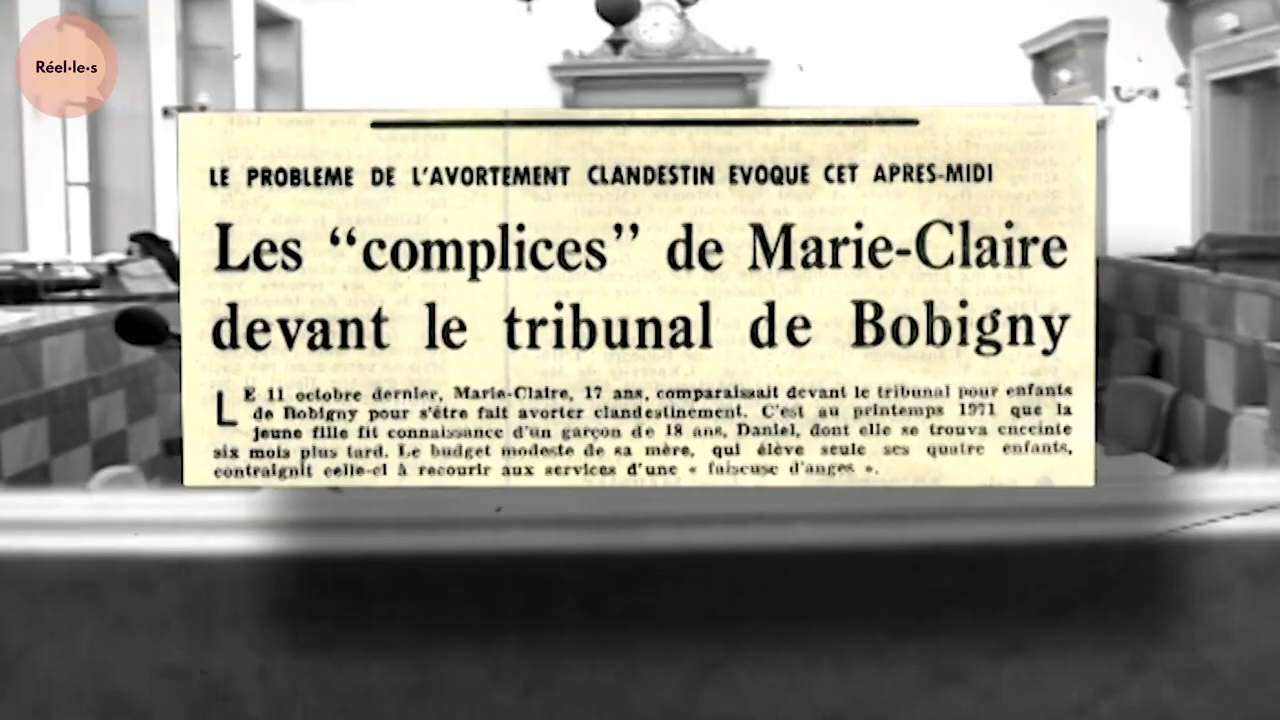 Réel·le·s
LE PROBLEME DE L'AVORTEMENT CLANDESTIN EVOQUE CET APRES-MIDI
Les “complices” de Marie-Claire
devant le tribunal de Bobigny
LE 11 octobre dernier, Marie-Claire, 17 ans, comparaissait devant le tribunal pour enfants
de Bobigny pour s'être fait avorter clandestinement. C'est au printemps 1971 que la
jeune fille fit connaissance d'un garçon de 18 ans, Daniel, dont elle se trouva enceinte
six mois plus tard. Le budget modeste de sa mère, qui élève seule ses quatre enfants,
contraignit celle-ci à recourir aux services d'une « faiseuse d'anges ».